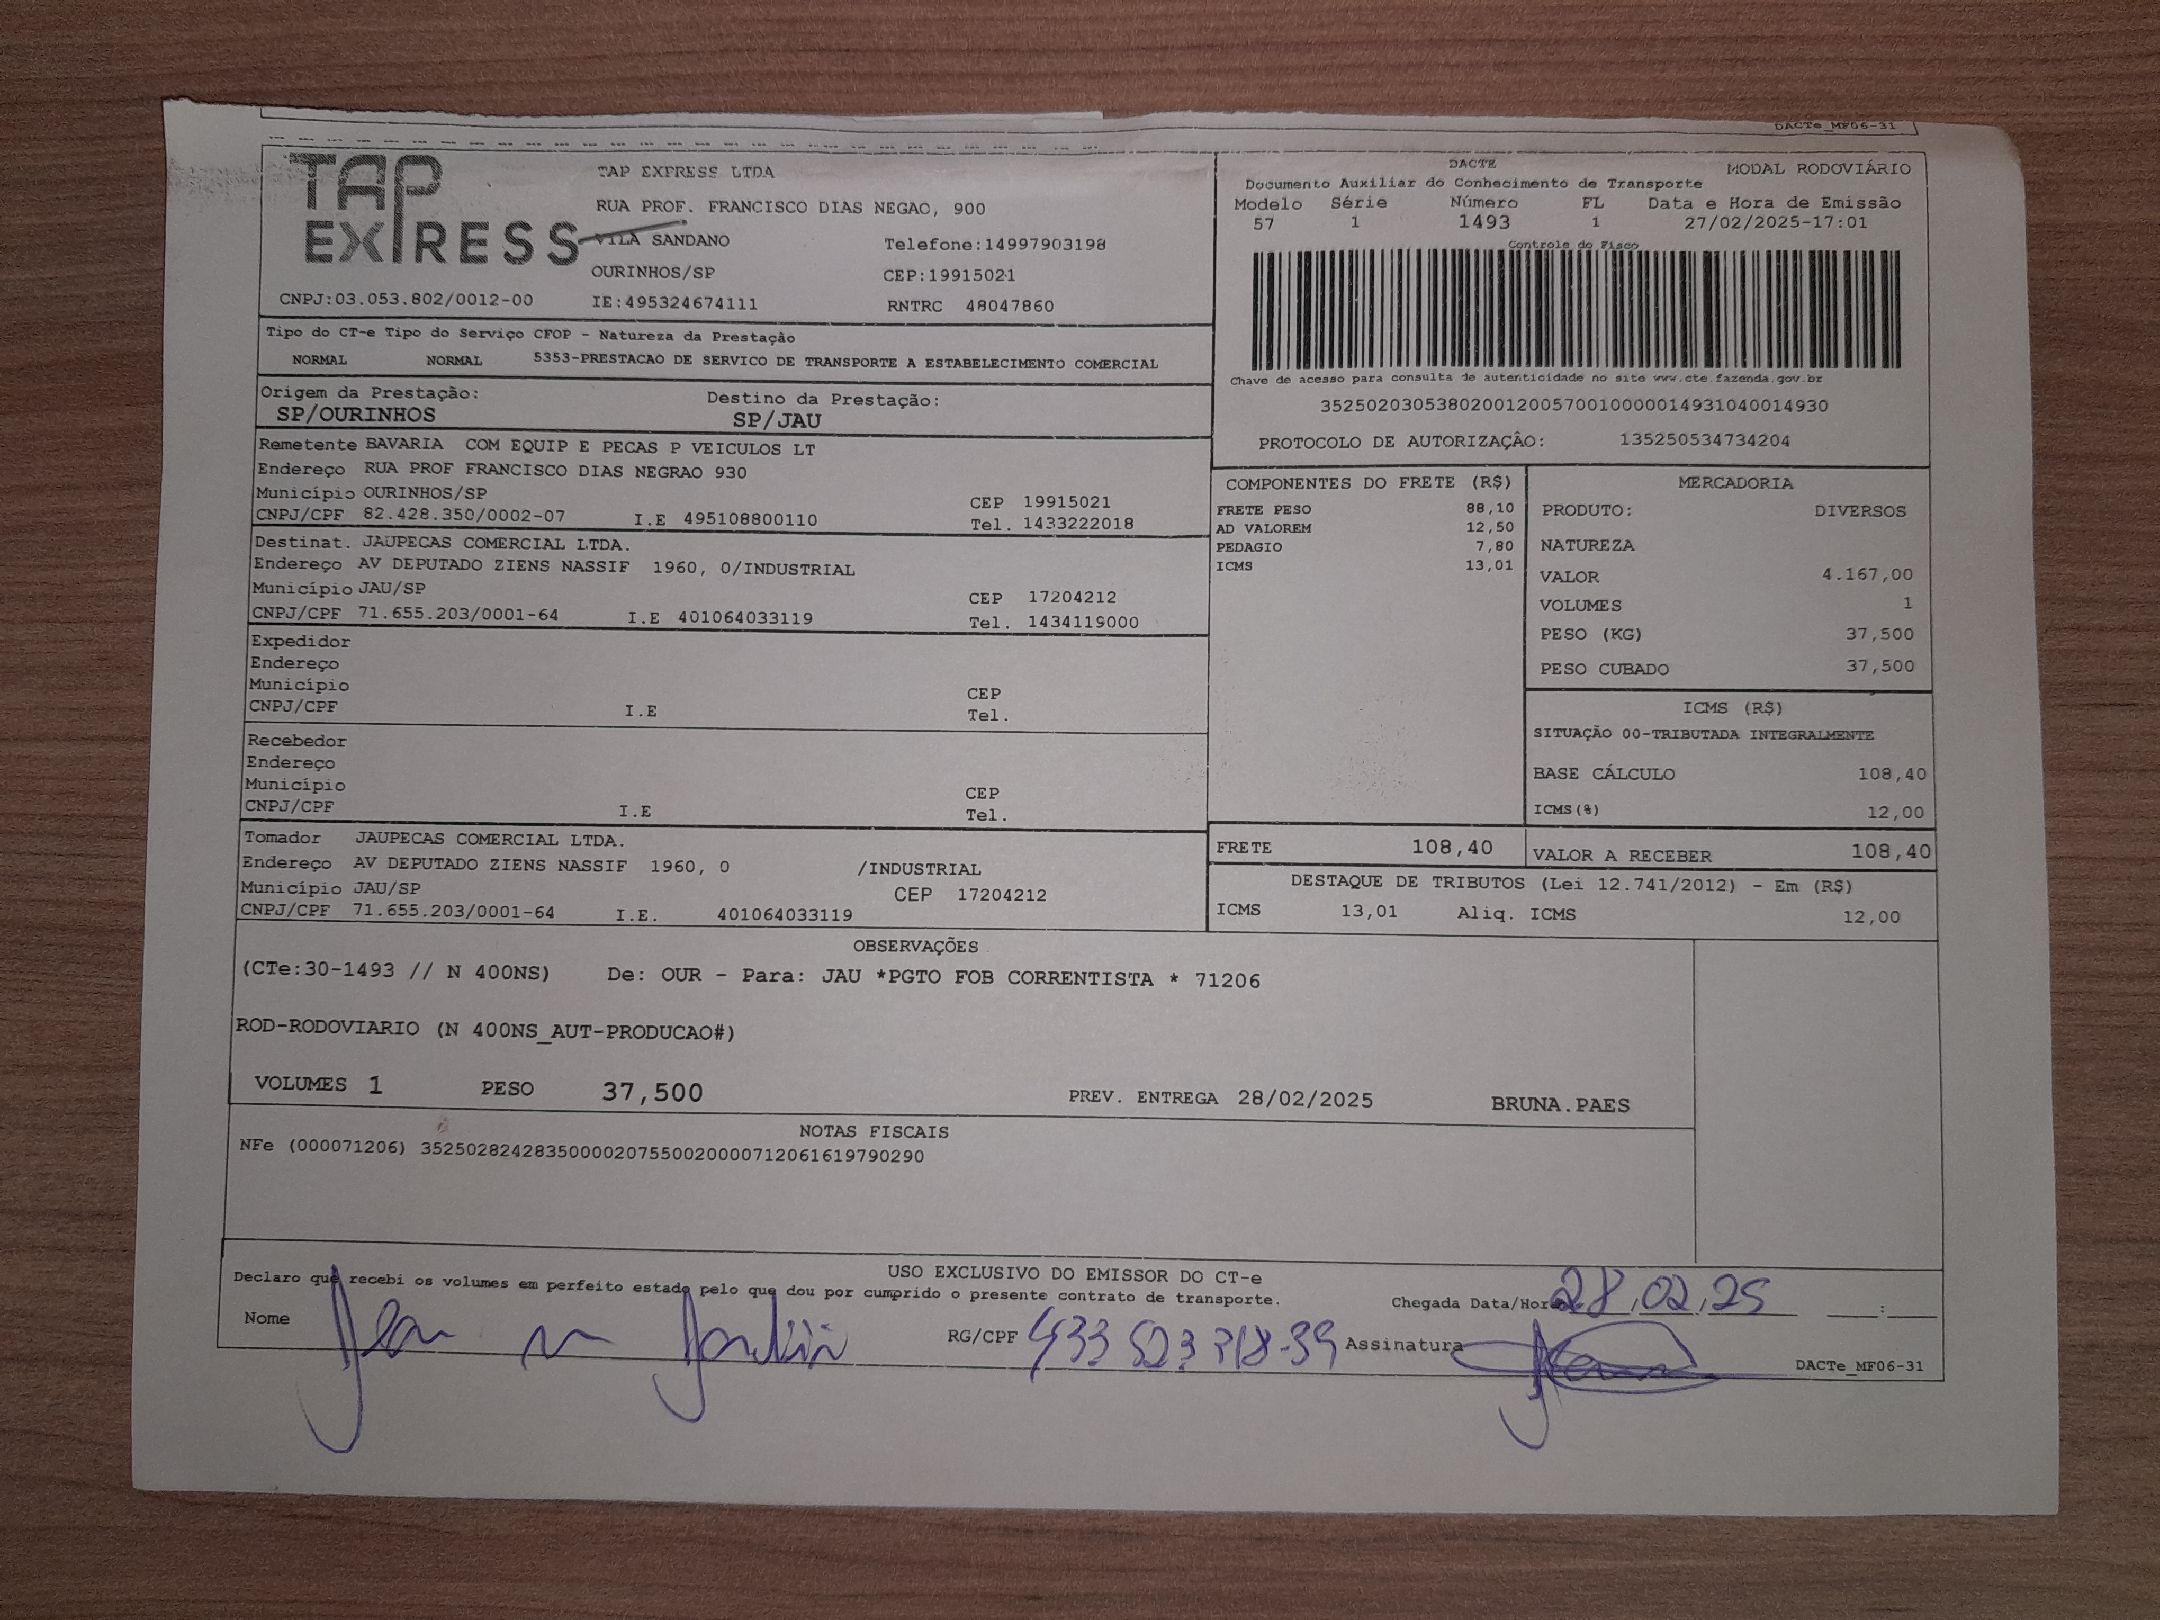 DACTe_MF06-31
TAP EXPRESS
TAP EXPRESS LTDA
RUA PROF. FRANCISCO DIAS NEGAO, 900
VILA SANDANO Telefone:14997903198
OURINHOS/SP CEP:19915021
CNPJ:03.053.802/0012-00 IE:495324674111 RNTRC 48047860
DACTE MODAL RODOVIÁRIO
Documento Auxiliar do Conhecimento de Transporte
Modelo Série Número FL Data e Hora de Emissão
57 1 1493 1 27/02/2025-17:01
Controle do Fisco
Chave de acesso para consulta de autenticidade no site www.cte.fazenda.gov.br
35250203053802001200570010000014931040014930
PROTOCOLO DE AUTORIZAÇÂO: 135250534734204
Tipo do CT-e Tipo do Serviço CFOP - Natureza da Prestação
NORMAL NORMAL 5353-PRESTACAO DE SERVICO DE TRANSPORTE A ESTABELECIMENTO COMERCIAL
Origem da Prestação: Destino da Prestação:
SP/OURINHOS SP/JAU
Remetente BAVARIA COM EQUIP E PECAS P VEICULOS LT
Endereço RUA PROF FRANCISCO DIAS NEGRAO 930
Município OURINHOS/SP CEP 19915021
CNPJ/CPF 82.428.350/0002-07 I.E 495108800110 Tel. 1433222018
Destinat. JAUPECAS COMERCIAL LTDA.
Endereço AV DEPUTADO ZIENS NASSIF 1960, 0/INDUSTRIAL
Município JAU/SP CEP 17204212
CNPJ/CPF 71.655.203/0001-64 I.E 401064033119 Tel. 1434119000
Expedidor
Endereço
Município CEP
CNPJ/CPF I.E Tel.
Recebedor
Endereço
Município CEP
CNPJ/CPF I.E Tel.
Tomador JAUPECAS COMERCIAL LTDA.
Endereço AV DEPUTADO ZIENS NASSIF 1960, 0 /INDUSTRIAL
Município JAU/SP CEP 17204212
CNPJ/CPF 71.655.203/0001-64 I.E. 401064033119
COMPONENTES DO FRETE (R$)
FRETE PESO 88,10
AD VALOREM 12,50
PEDAGIO 7,80
ICMS 13,01
MERCADORIA
PRODUTO: DIVERSOS
NATUREZA
VALOR 4.167,00
VOLUMES 1
PESO (KG) 37,500
PESO CUBADO 37,500
ICMS (R$)
SITUAÇÃO 00-TRIBUTADA INTEGRALMENTE
BASE CÁLCULO 108,40
ICMS(%) 12,00
FRETE 108,40 VALOR A RECEBER 108,40
DESTAQUE DE TRIBUTOS (Lei 12.741/2012) - Em (R$)
ICMS 13,01 Aliq. ICMS 12,00
OBSERVAÇÕES
(CTe:30-1493 // N 400NS) De: OUR - Para: JAU *PGTO FOB CORRENTISTA * 71206
ROD-RODOVIARIO (N 400NS_AUT-PRODUCAO#)
VOLUMES 1 PESO 37,500 PREV. ENTREGA 28/02/2025 BRUNA.PAES
NOTAS FISCAIS
NFe (000071206) 35250282428350000207550020000712061619790290
USO EXCLUSIVO DO EMISSOR DO CT-e
Declaro que recebi os volumes em perfeito estado pelo que dou por cumprido o presente contrato de transporte.
Chegada Data/Hora 28.02.25 __:__
Nome Jean RG/CPF Assinatura
DACTe_MF06-31